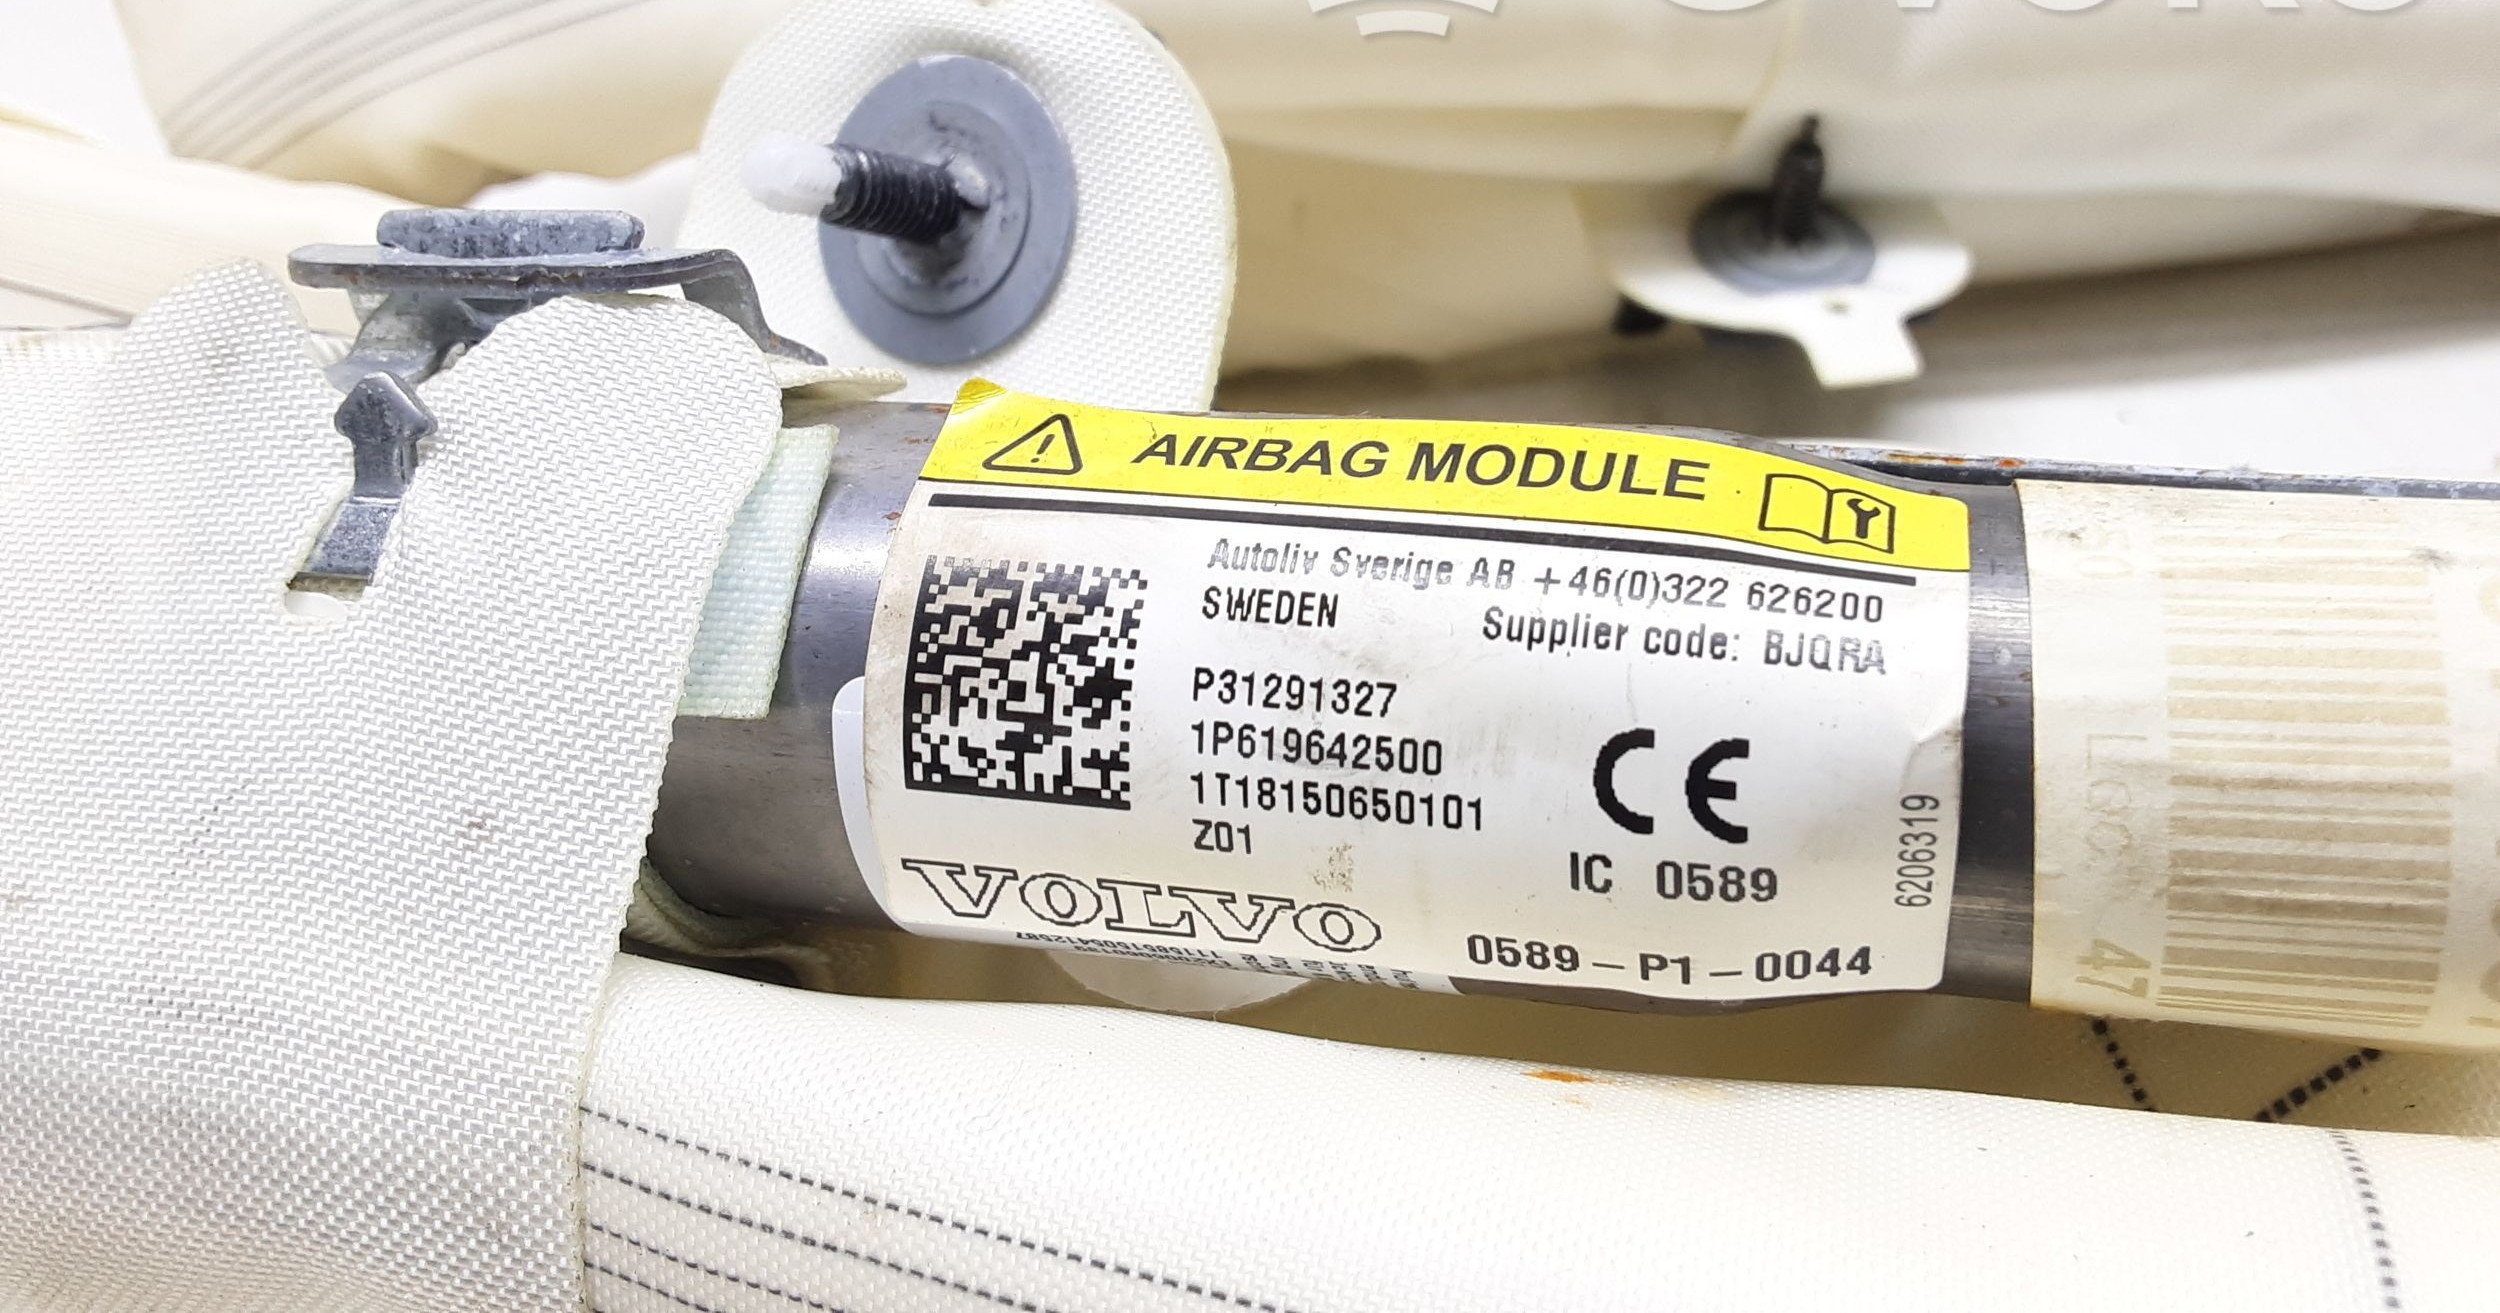 AIRBAG MODULE
Autoliv Sverige AB +46(0)322 626200
SWEDEN Supplier code: BJQRA
P31291327
1P619642500
1T18150650101
Z01
CE
IC 0589
VOLVO
0589-P1-0044
62063319
47